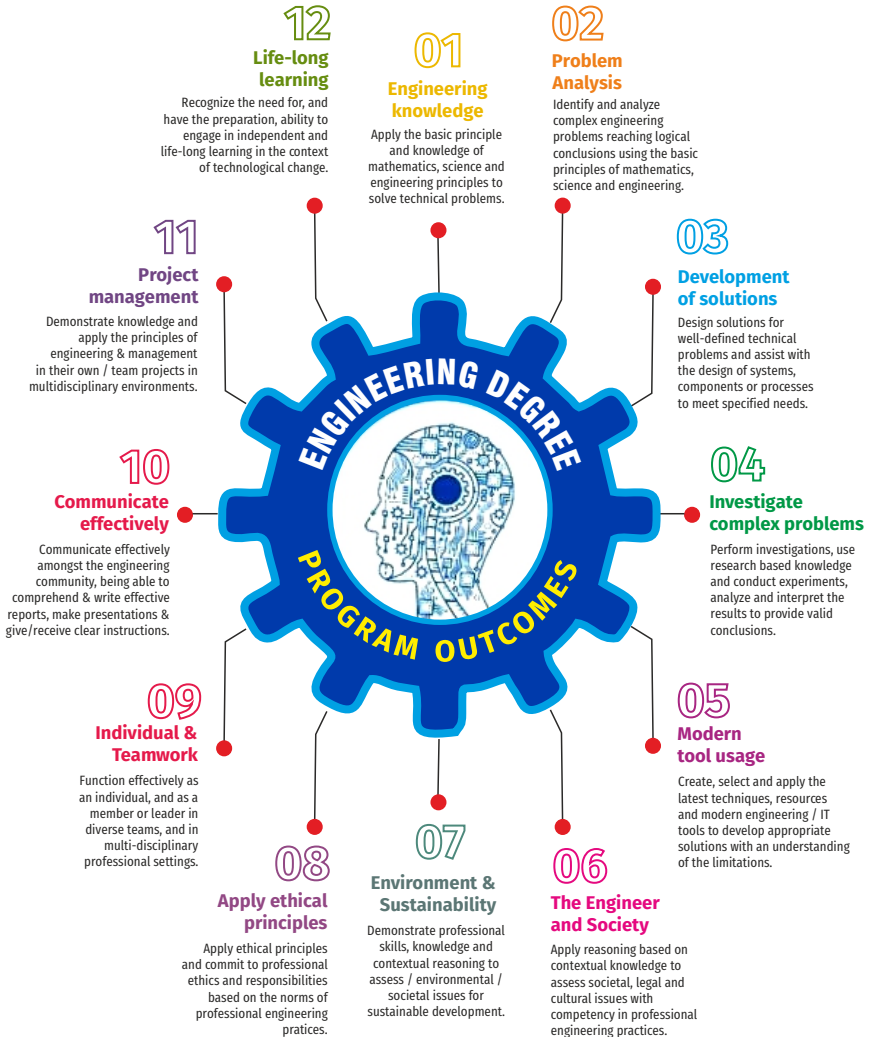 ENGINEERING DEGREE
PROGRAM OUTCOMES
01
Engineering
knowledge
Apply the basic principle
and knowledge of
mathematics, science and
engineering principles to
solve technical problems.
02
Problem
Analysis
Identify and analyze
complex engineering
problems reaching logical
conclusions using the basic
principles of mathematics,
science and engineering.
03
Development
of solutions
Design solutions for
well-defined technical
problems and assist with
the design of systems,
components or processes
to meet specified needs.
04
Investigate
complex problems
Perform investigations, use
research based knowledge
and conduct experiments,
analyze and interpret the
results to provide valid
conclusions.
05
Modern
tool usage
Create, select and apply the
latest techniques, resources
and modern engineering / IT
tools to develop appropriate
solutions with an understanding
of the limitations.
06
The Engineer
and Society
Apply reasoning based on
contextual knowledge to
assess societal, legal and
cultural issues with
competency in professional
engineering practices.
07
Environment &
Sustainability
Demonstrate professional
skills, knowledge and
contextual reasoning to
assess / environmental /
societal issues for
sustainable development.
08
Apply ethical
principles
Apply ethical principles
and commit to professional
ethics and responsibilities
based on the norms of
professional engineering
pratices.
09
Individual &
Teamwork
Function effectively as
an individual, and as a
member or leader in
diverse teams, and in
multi-disciplinary
professional settings.
10
Communicate
effectively
Communicate effectively
amongst the engineering
community, being able to
comprehend & write effective
reports, make presentations &
give/receive clear instructions.
11
Project
management
Demonstrate knowledge and
apply the principles of
engineering & management
in their own / team projects in
multidisciplinary environments.
12
Life-long
learning
Recognize the need for, and
have the preparation, ability to
engage in independent and
life-long learning in the context
of technological change.